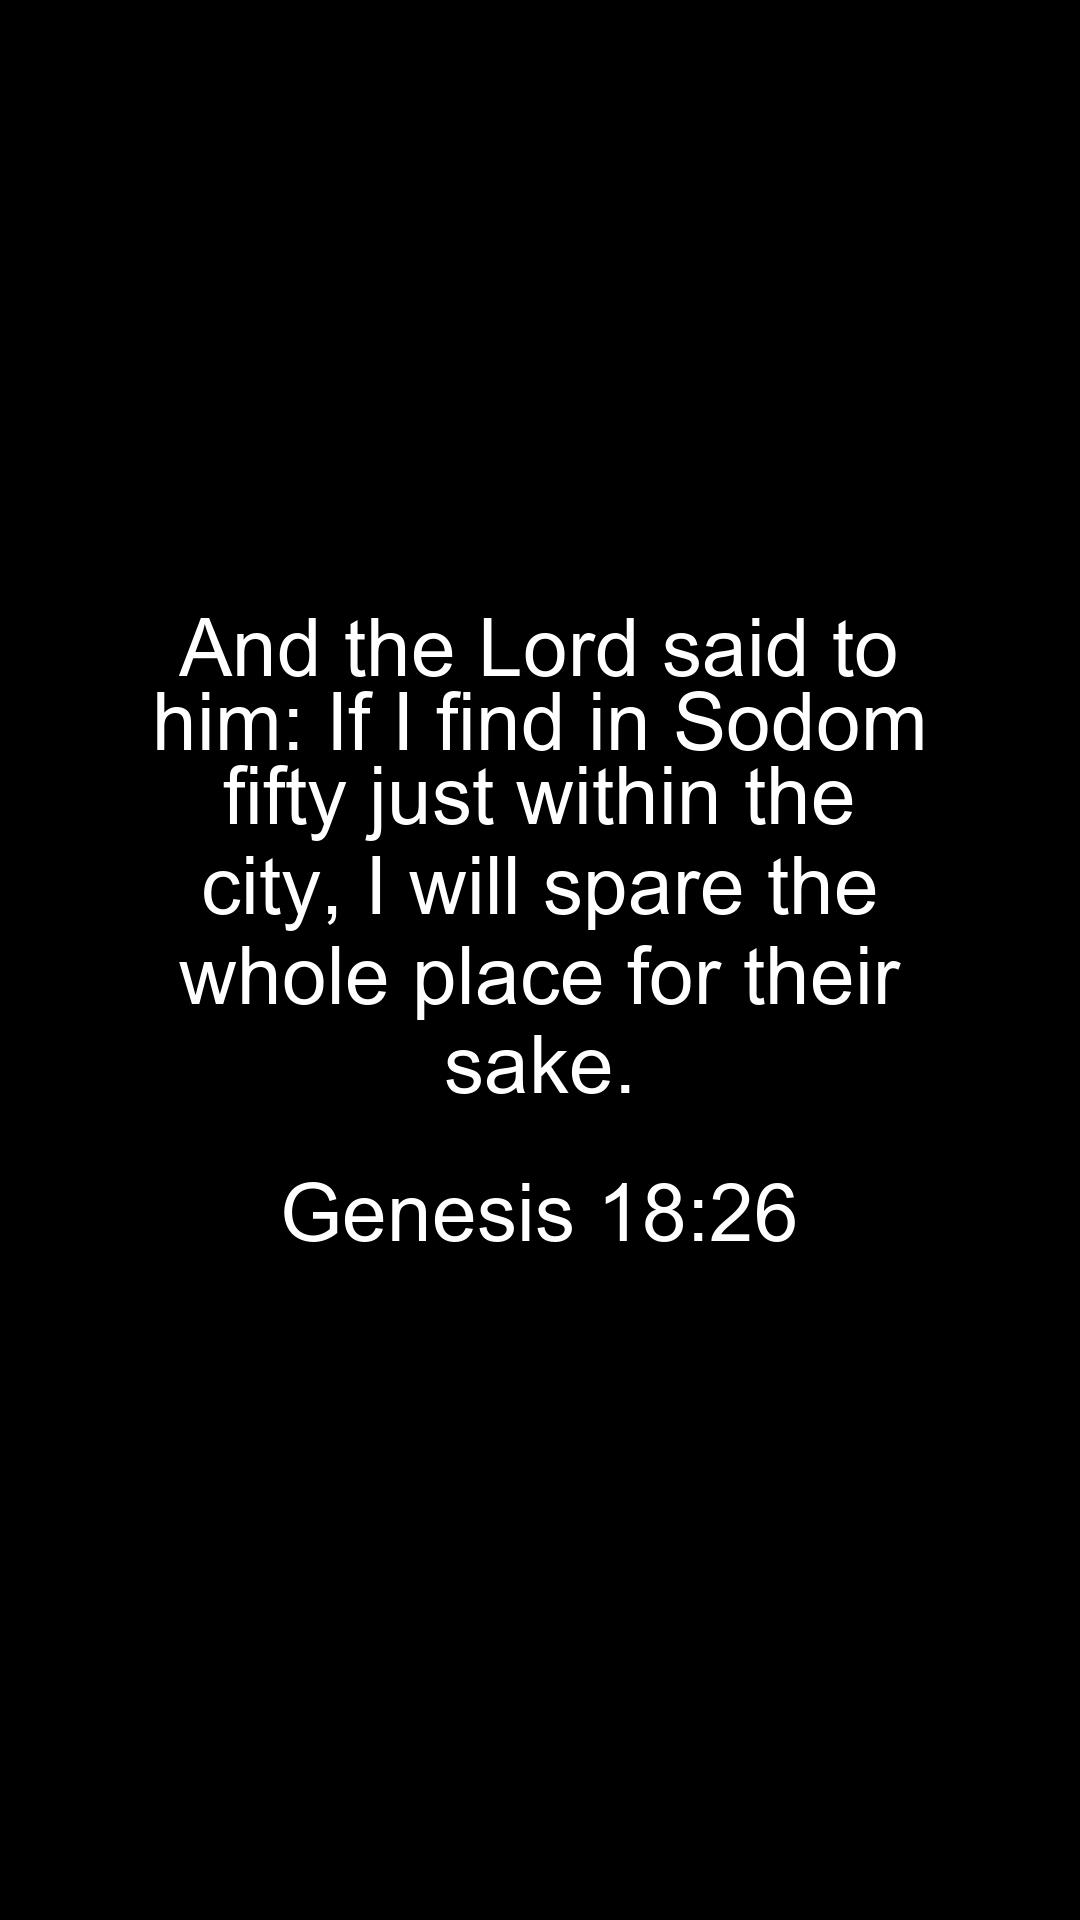 And the Lord said to
him: If I find in Sodom
fifty just within the
city, I will spare the
whole place for their
sake.
Genesis 18:26